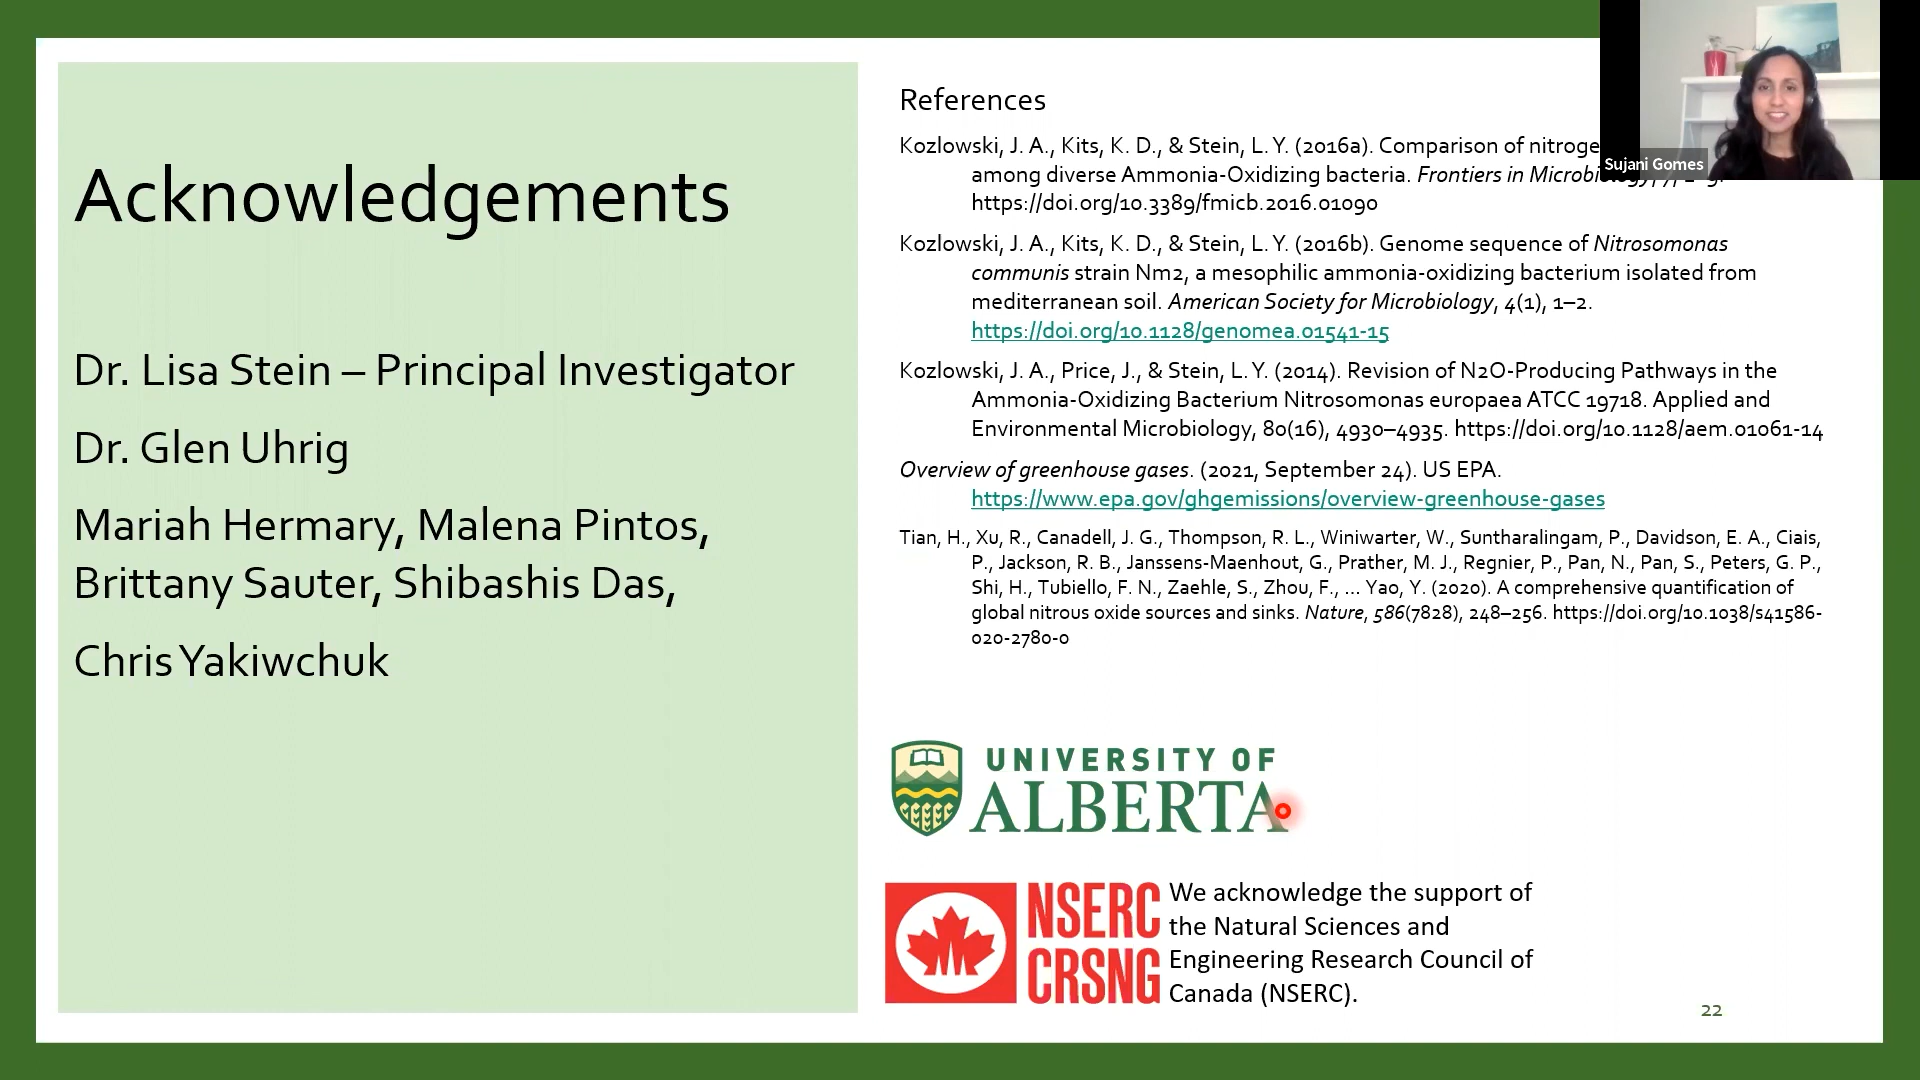 Acknowledgements
Dr. Lisa Stein – Principal Investigator
Dr. Glen Uhrig
Mariah Hermary, Malena Pintos,
Brittany Sauter, Shibashis Das,
Chris Yakiwchuk
References
Kozlowski, J. A., Kits, K. D., & Stein, L. Y. (2016a). Comparison of
among diverse Ammonia-Oxidizing bacteria. Frontiers in
https://doi.org/10.3389/fmicb.2016.01090
Kozlowski, J. A., Kits, K. D., & Stein, L. Y. (2016b). Genome sequence of Nitrosomonas
communis strain Nm2, a mesophilic ammonia-oxidizing bacterium isolated from
mediterranean soil. American Society for Microbiology, 4(1), 1–2.
https://doi.org/10.1128/genomea.01541-15
Kozlowski, J. A., Price, J., & Stein, L. Y. (2014). Revision of N2O-Producing Pathways in the
Ammonia-Oxidizing Bacterium Nitrosomonas europaea ATCC 19718. Applied and
Environmental Microbiology, 80(16), 4930–4935. https://doi.org/10.1128/aem.01061-14
Overview of greenhouse gases. (2021, September 24). US EPA.
https://www.epa.gov/ghgemissions/overview-greenhouse-gases
Tian, H., Xu, R., Canadell, J. G., Thompson, R. L., Winiwarter, W., Suntharalingam, P., Davidson, E. A., Ciais,
P., Jackson, R. B., Janssens-Maenhout, G., Prather, M. J., Regnier, P., Pan, N., Pan, S., Peters, G. P.,
Shi, H., Tubiello, F. N., Zaehle, S., Zhou, F., ... Yao, Y. (2020). A comprehensive quantification of
global nitrous oxide sources and sinks. Nature, 586(7828), 248–256. https://doi.org/10.1038/s41586-
020-2780-0
UNIVERSITY OF
ALBERTA
NSERC
CRSNG
We acknowledge the support of
the Natural Sciences and
Engineering Research Council of
Canada (NSERC).
22
Sujani Gomes